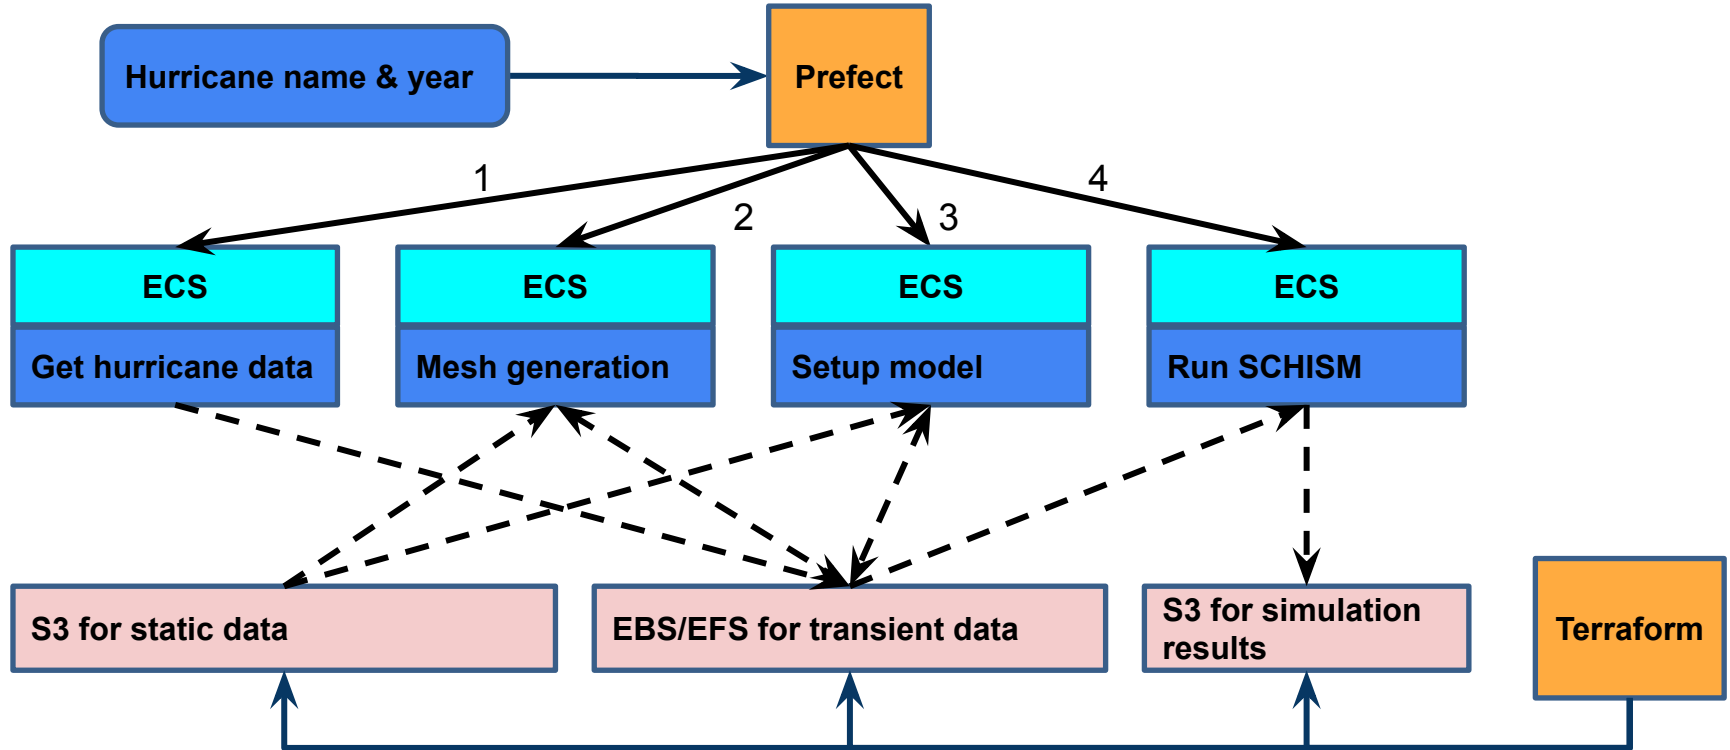 Hurricane name & year
Prefect
1
2
3
4
ECS
ECS
ECS
ECS
Get hurricane data
Mesh generation
Setup model
Run SCHISM
S3 for static data
EBS/EFS for transient data
S3 for simulation
results
Terraform